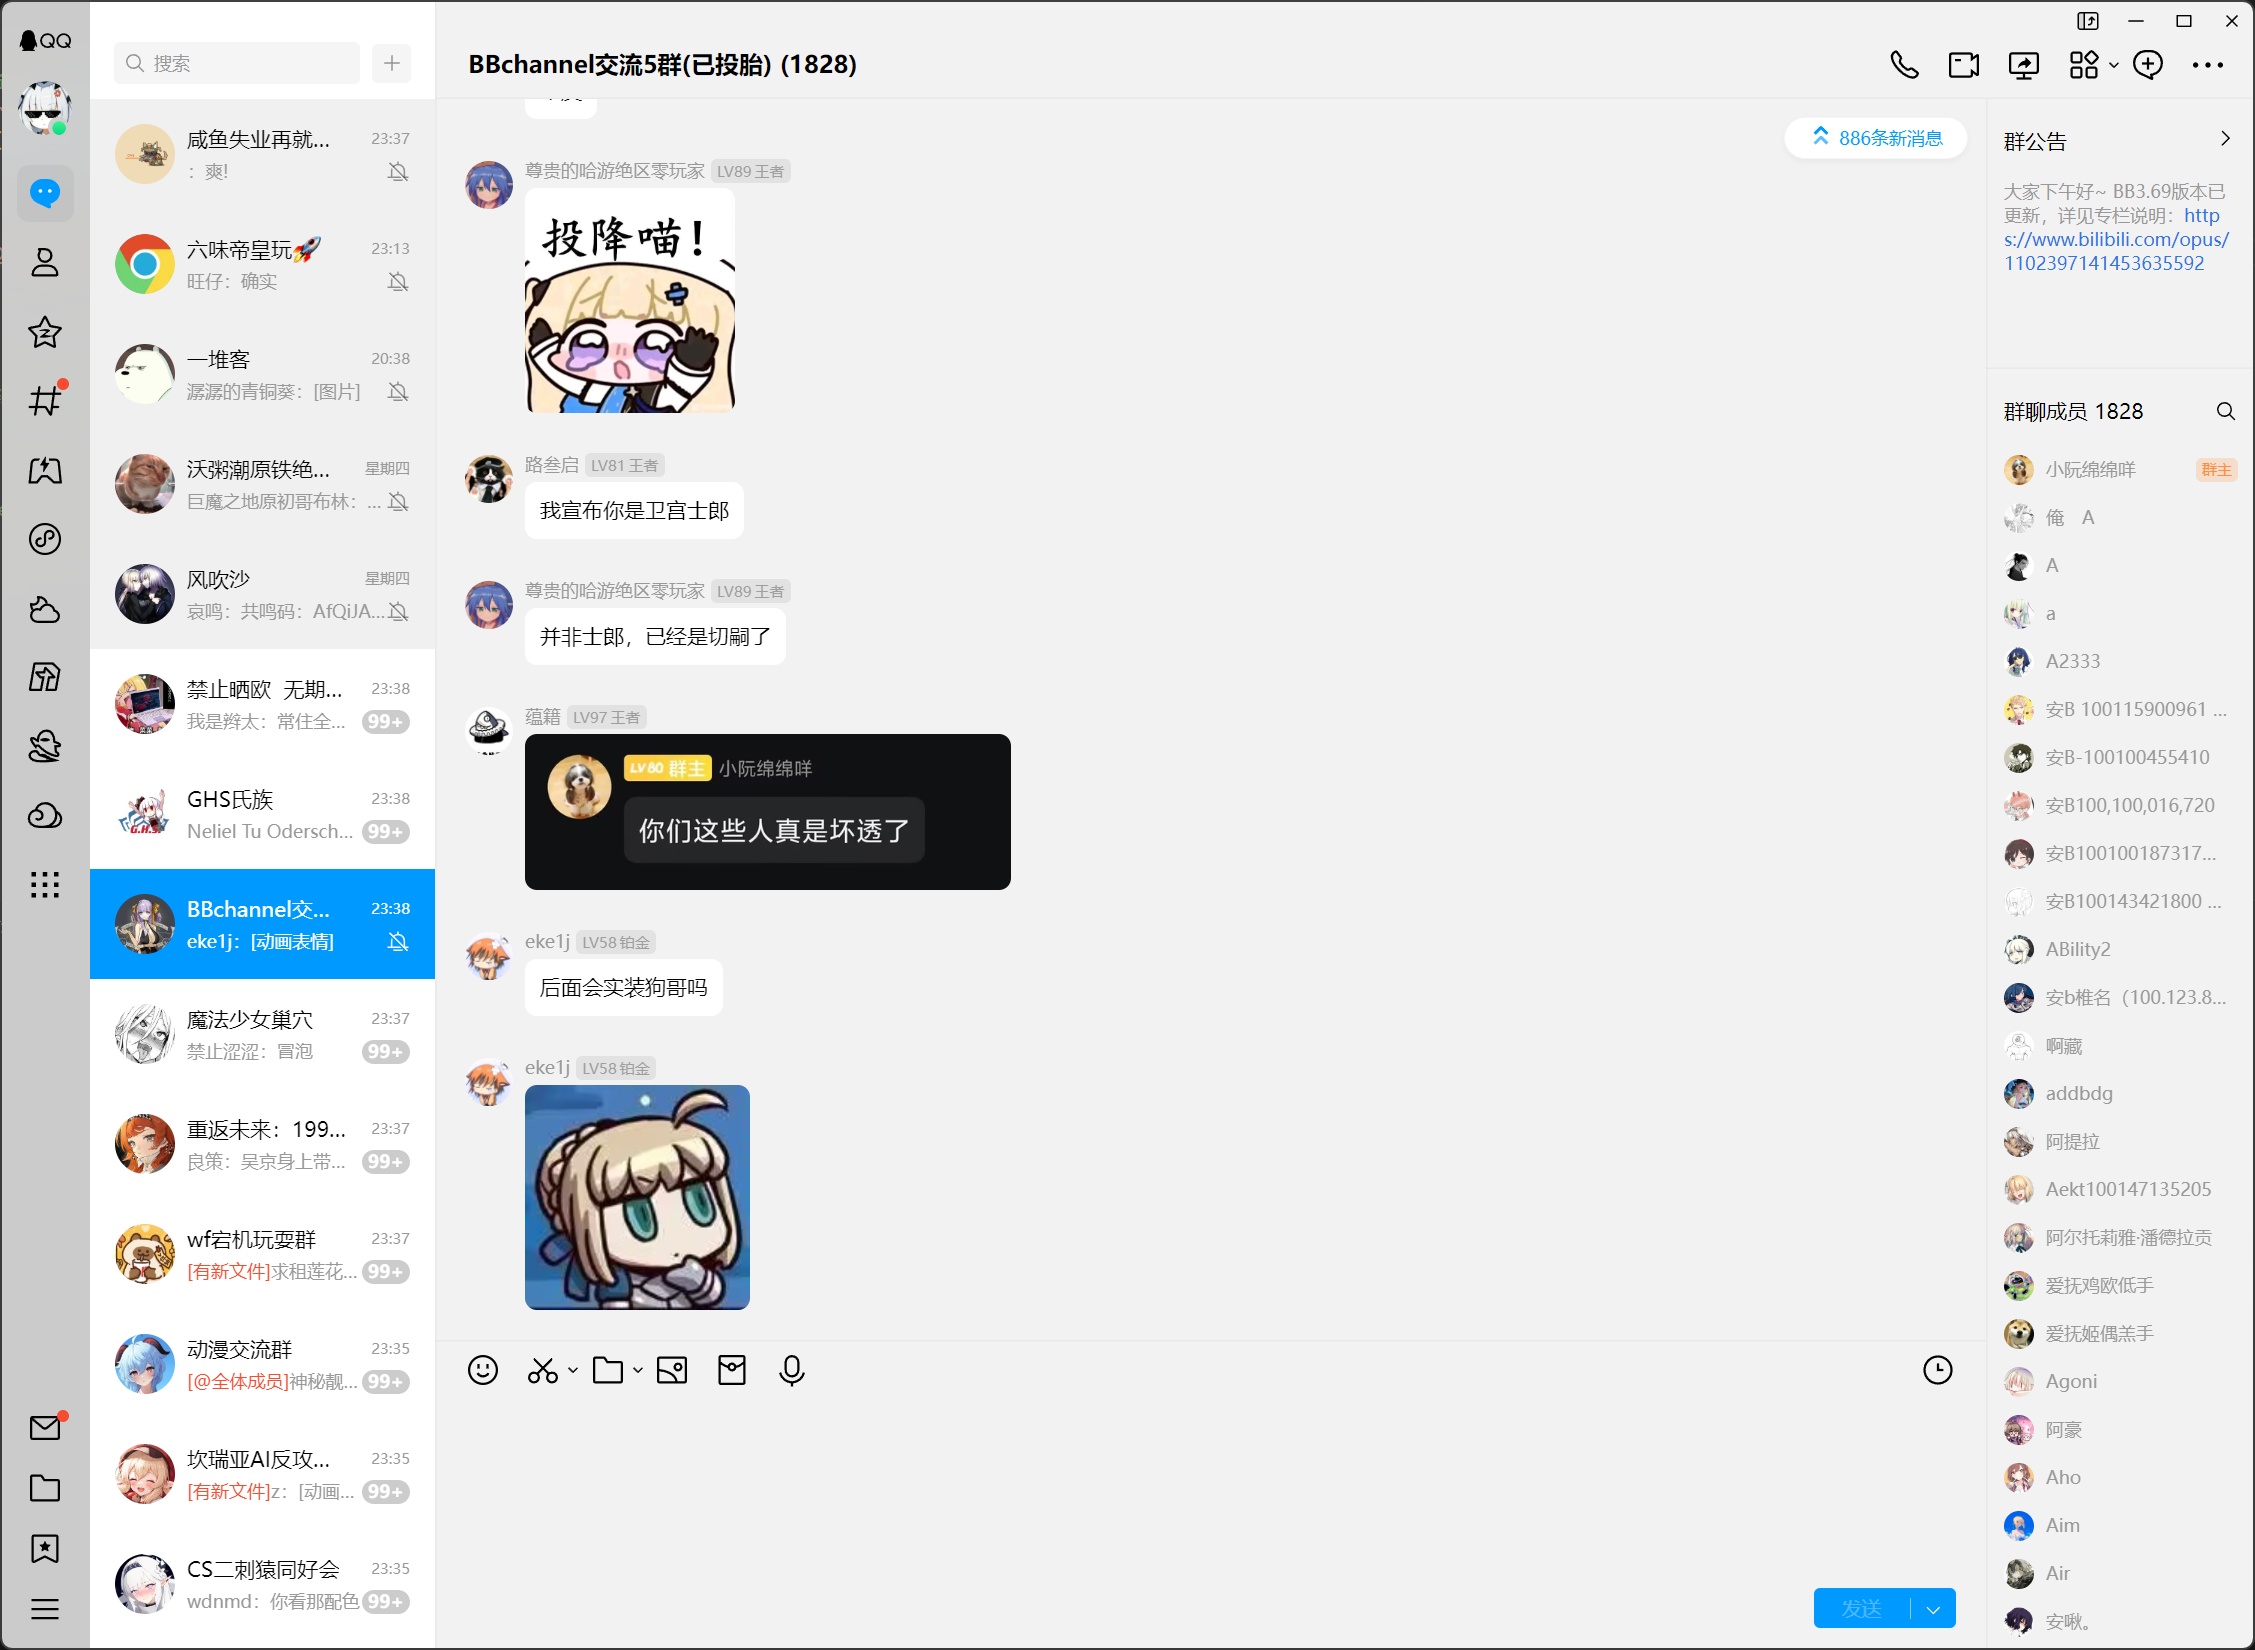 QQ
搜索
咸鱼失业再就... 23:37
：爽!
六味帝皇玩🚀 23:13
旺仔：确实
一堆客 20:38
潺潺的青铜葵：[图片]
沃粥潮原铁绝... 星期四
巨魔之地原初哥布林：...
风吹沙 星期四
哀鸣：共鸣码：AfQiJA...
禁止晒欧 无期... 23:38
我是辫太：常住全... 99+
GHS氏族 23:38
Neliel Tu Odersch... 99+
BBchannel交... 23:38
eke1j：[动画表情]
魔法少女巢穴 23:37
禁止涩涩：冒泡 99+
重返未来：199... 23:37
良策：吴京身上带... 99+
wf宕机玩耍群 23:37
[有新文件]求租莲花... 99+
动漫交流群 23:35
[@全体成员]神秘靓... 99+
坎瑞亚AI反攻... 23:35
[有新文件]z：[动画... 99+
CS二刺猿同好会 23:35
wdnmd：你看那配色 99+
BBchannel交流5群(已投胎) (1828)
886条新消息
尊贵的哈游绝区零玩家 LV89 王者
投降喵！
路叁启 LV81 王者
我宣布你是卫宫士郎
尊贵的哈游绝区零玩家 LV89 王者
并非士郎，已经是切嗣了
蕴籍 LV97 王者
LV80 群主 小阮绵绵咩
你们这些人真是坏透了
eke1j LV58 铂金
后面会实装狗哥吗
eke1j LV58 铂金
发送
群公告
大家下午好~ BB3.69版本已
更新，详见专栏说明：http
s://www.bilibili.com/opus/
1102397141453635592
群聊成员 1828
小阮绵绵咩 群主
俺 A
A
a
A2333
安B 100115900961 ...
安B-100100455410
安B100,100,016,720
安B100100187317...
安B100143421800 ...
ABility2
安b椎名（100.123.8...
啊藏
addbdg
阿提拉
Aekt100147135205
阿尔托莉雅·潘德拉贡
爱抚鸡欧低手
爱抚姬偶羔手
Agoni
阿豪
Aho
Aim
Air
安啾。